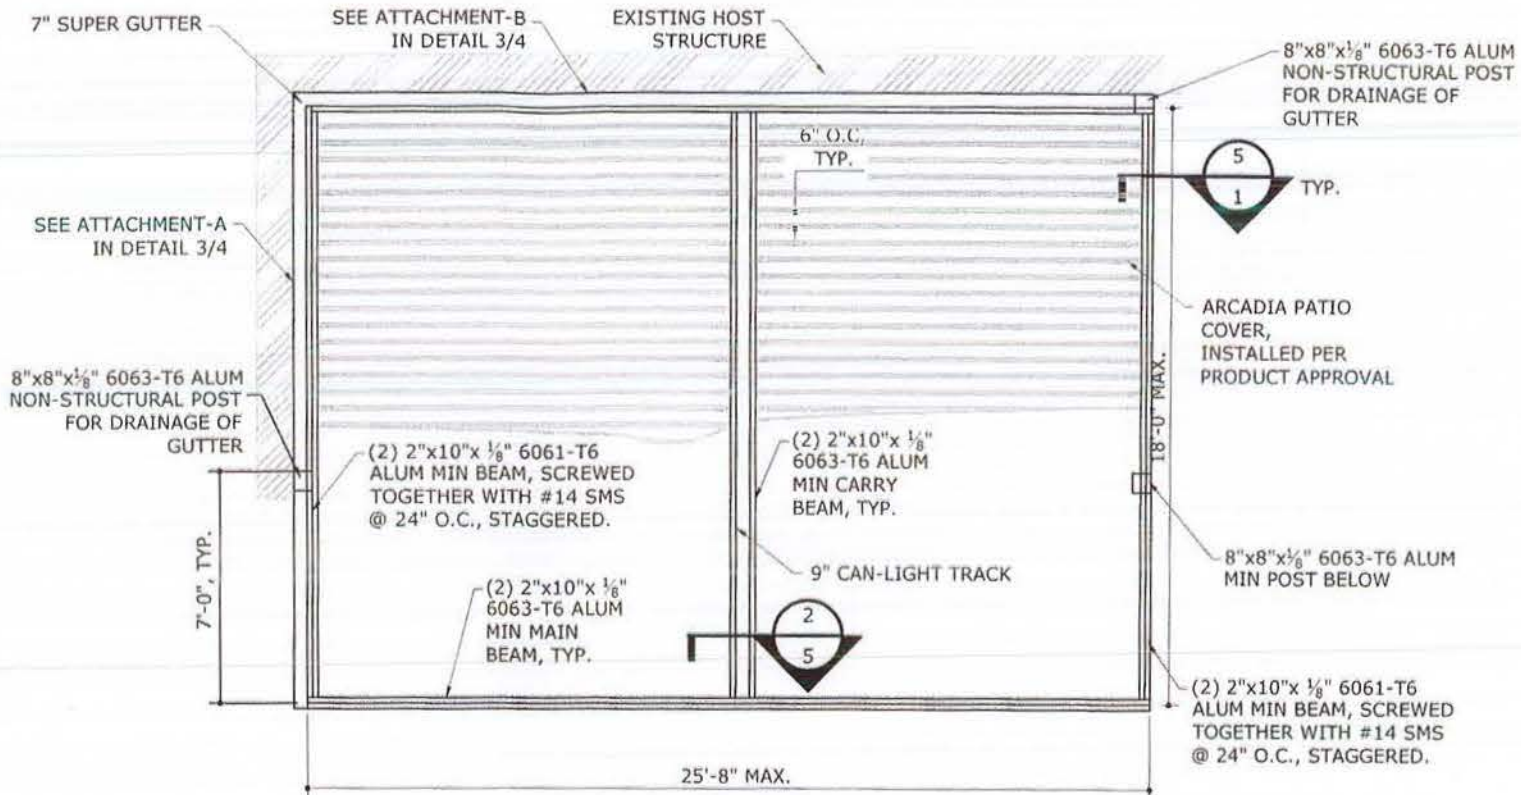 7" SUPER GUTTER
SEE ATTACHMENT-B
IN DETAIL 3/4
EXISTING HOST
STRUCTURE
8"x8"x⅛" 6063-T6 ALUM
NON-STRUCTURAL POST
FOR DRAINAGE OF
GUTTER
6" O.C.
TYP.
5
1
TYP.
SEE ATTACHMENT-A
IN DETAIL 3/4
ARCADIA PATIO
COVER,
INSTALLED PER
PRODUCT APPROVAL
18'-0" MAX.
8"x8"x⅛" 6063-T6 ALUM
NON-STRUCTURAL POST
FOR DRAINAGE OF
GUTTER
(2) 2"x10"x ⅛" 6061-T6
ALUM MIN BEAM, SCREWED
TOGETHER WITH #14 SMS
@ 24" O.C., STAGGERED.
(2) 2"x10"x ⅛"
6063-T6 ALUM
MIN CARRY
BEAM, TYP.
7'-0", TYP.
9" CAN-LIGHT TRACK
8"x8"x⅛" 6063-T6 ALUM
MIN POST BELOW
(2) 2"x10"x ⅛"
6063-T6 ALUM
MIN MAIN
BEAM, TYP.
2
5
(2) 2"x10"x ⅛" 6061-T6
ALUM MIN BEAM, SCREWED
TOGETHER WITH #14 SMS
@ 24" O.C., STAGGERED.
25'-8" MAX.